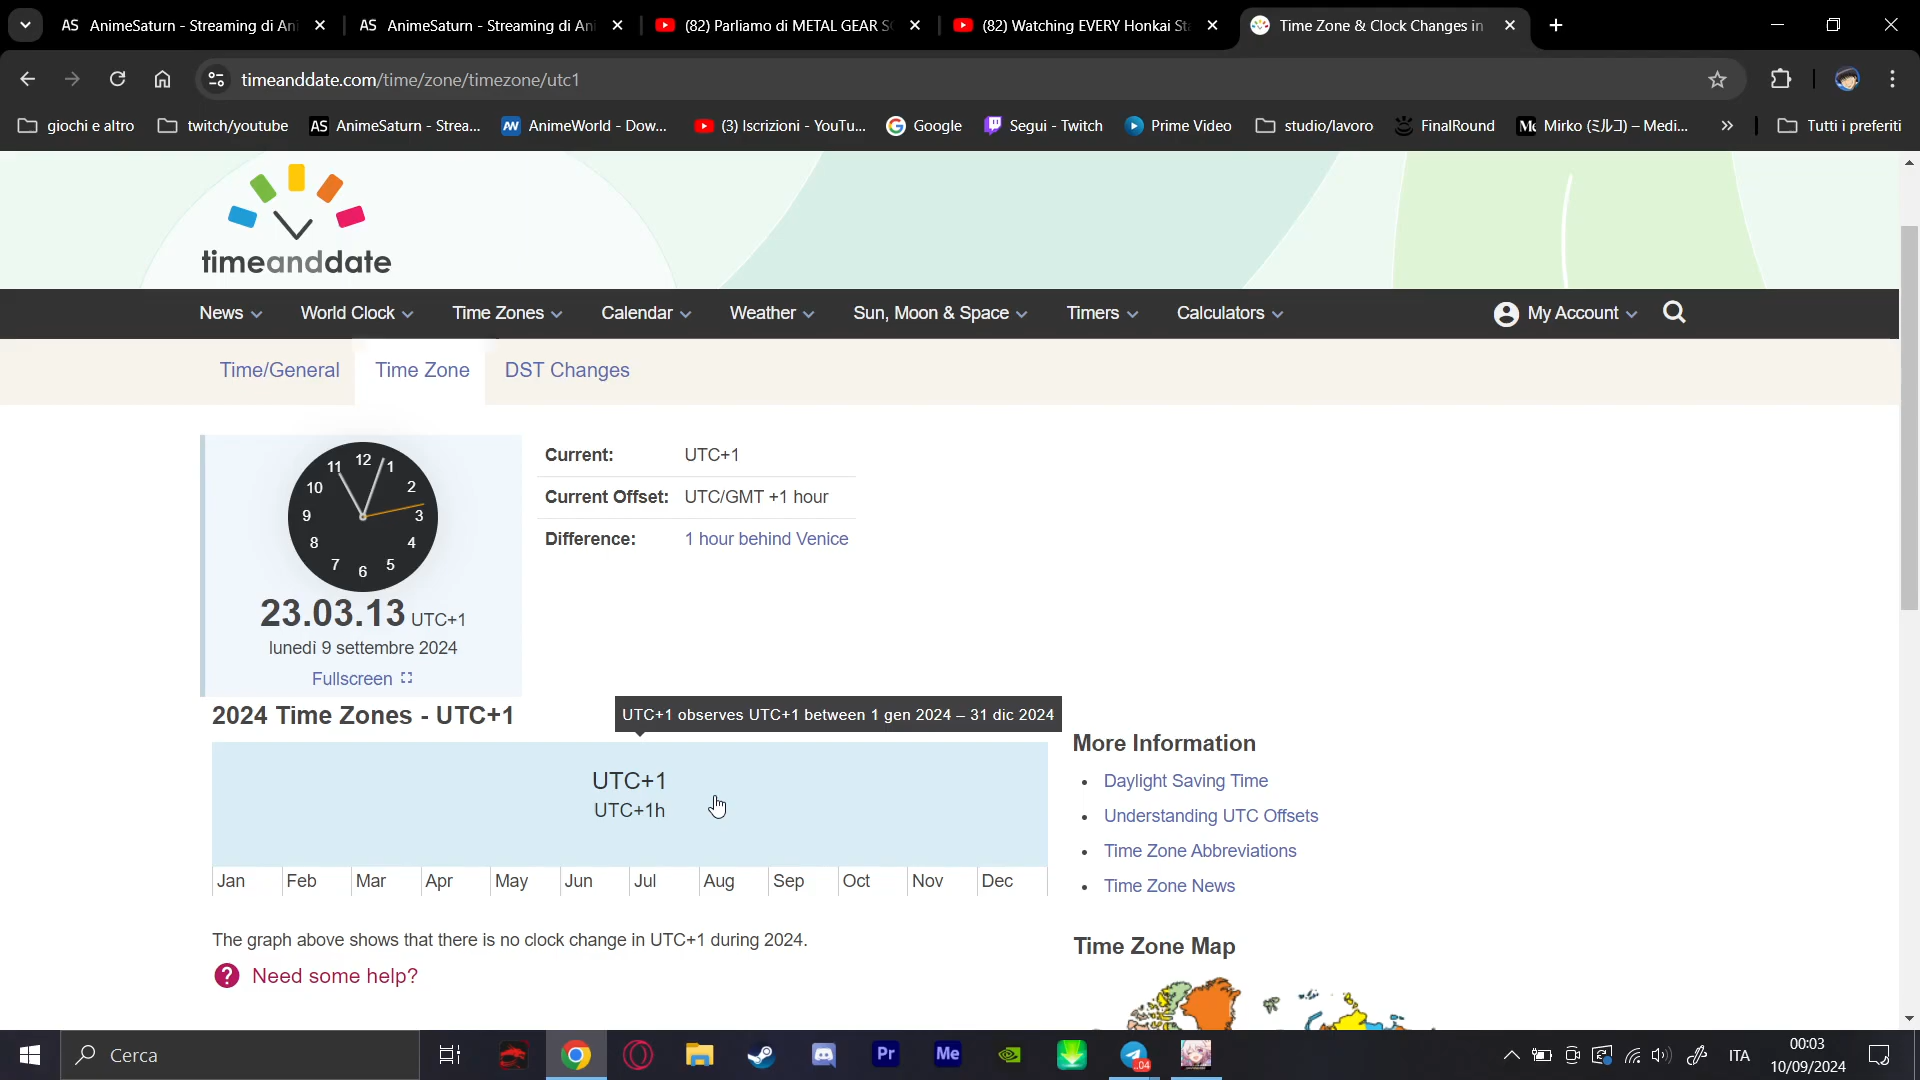 AS AnimeSaturn - Streaming di Ani
AS AnimeSaturn - Streaming di Ani
(82) Parliamo di METAL GEAR S
(82) Watching EVERY Honkai Sta
Time Zone & Clock Changes in
timeanddate.com/time/zone/timezone/utc1
giochi e altro
twitch/youtube
AS AnimeSaturn - Strea...
AW AnimeWorld - Dow...
(3) Iscrizioni - YouTu...
Google
Segui - Twitch
Prime Video
studio/lavoro
FinalRound
Mirko (ミルコ) – Medi...
»
Tutti i preferiti
timeanddate
News
World Clock
Time Zones
Calendar
Weather
Sun, Moon & Space
Timers
Calculators
My Account
Time/General
Time Zone
DST Changes
12
1
2
3
4
5
6
7
8
9
10
11
23.03.13 UTC+1
lunedì 9 settembre 2024
Fullscreen
Current: UTC+1
Current Offset: UTC/GMT +1 hour
Difference: 1 hour behind Venice
2024 Time Zones - UTC+1
UTC+1 observes UTC+1 between 1 gen 2024 – 31 dic 2024
UTC+1
UTC+1h
Jan Feb Mar Apr May Jun Jul Aug Sep Oct Nov Dec
The graph above shows that there is no clock change in UTC+1 during 2024.
? Need some help?
More Information
• Daylight Saving Time
• Understanding UTC Offsets
• Time Zone Abbreviations
• Time Zone News
Time Zone Map
Cerca
Pr
Me
ITA
00:03
10/09/2024